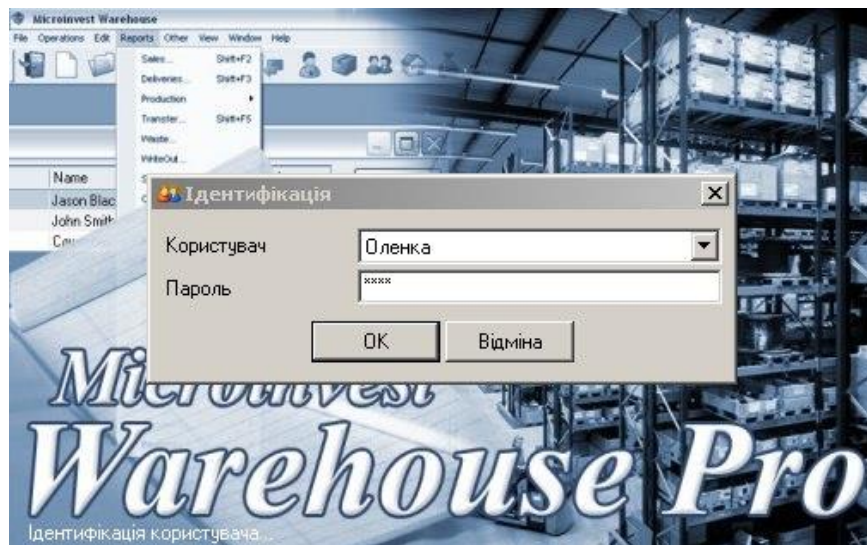 Microinvest Warehouse
File Operations Edit Reports Other View Window Help
Sales... Shift+F2
Deliveries... Shift+F3
Production
Transfer... Shift+F5
Waste...
WriteOut...
Name
Jason Blac
John Smith
Ідентифікація
Користувач Оленка
Пароль ****
OK Відміна
Microinvest
Warehouse Pro
Ідентифікація користувача...